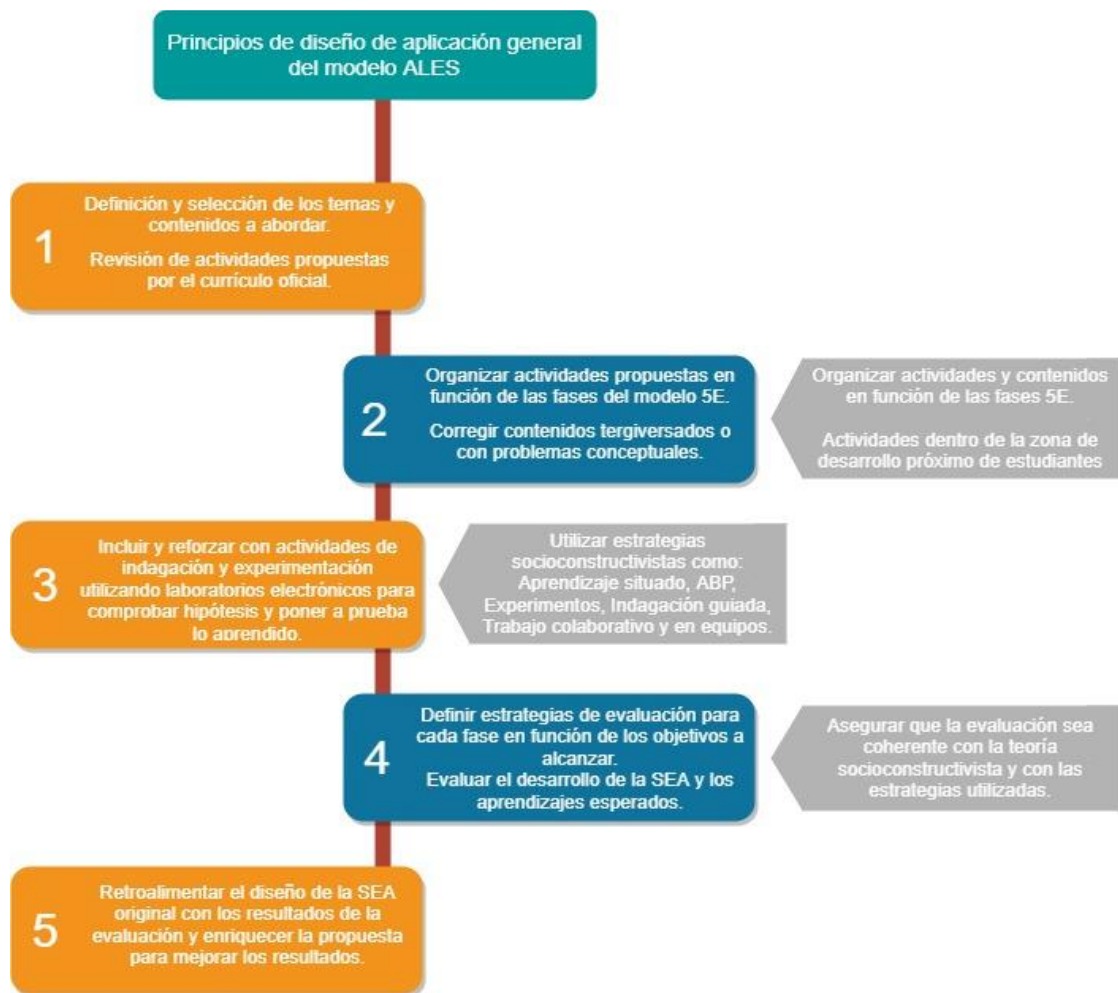 Principios de diseño de aplicación general
del modelo ALES
1
Definición y selección de los temas y
contenidos a abordar.
Revisión de actividades propuestas
por el currículo oficial.
2
Organizar actividades propuestas en
función de las fases del modelo 5E.
Corregir contenidos tergiversados o
con problemas conceptuales.
Organizar actividades y contenidos
en función de las fases 5E.
Actividades dentro de la zona de
desarrollo próximo de estudiantes
3
Incluir y reforzar con actividades de
indagación y experimentación
utilizando laboratorios electrónicos para
comprobar hipótesis y poner a prueba
lo aprendido.
Utilizar estrategias
socioconstructivistas como:
Aprendizaje situado, ABP,
Experimentos, Indagación guiada,
Trabajo colaborativo y en equipos.
4
Definir estrategias de evaluación para
cada fase en función de los objetivos a
alcanzar.
Evaluar el desarrollo de la SEA y los
aprendizajes esperados.
Asegurar que la evaluación sea
coherente con la teoría
socioconstructivista y con las
estrategias utilizadas.
5
Retroalimentar el diseño de la SEA
original con los resultados de la
evaluación y enriquecer la propuesta
para mejorar los resultados.